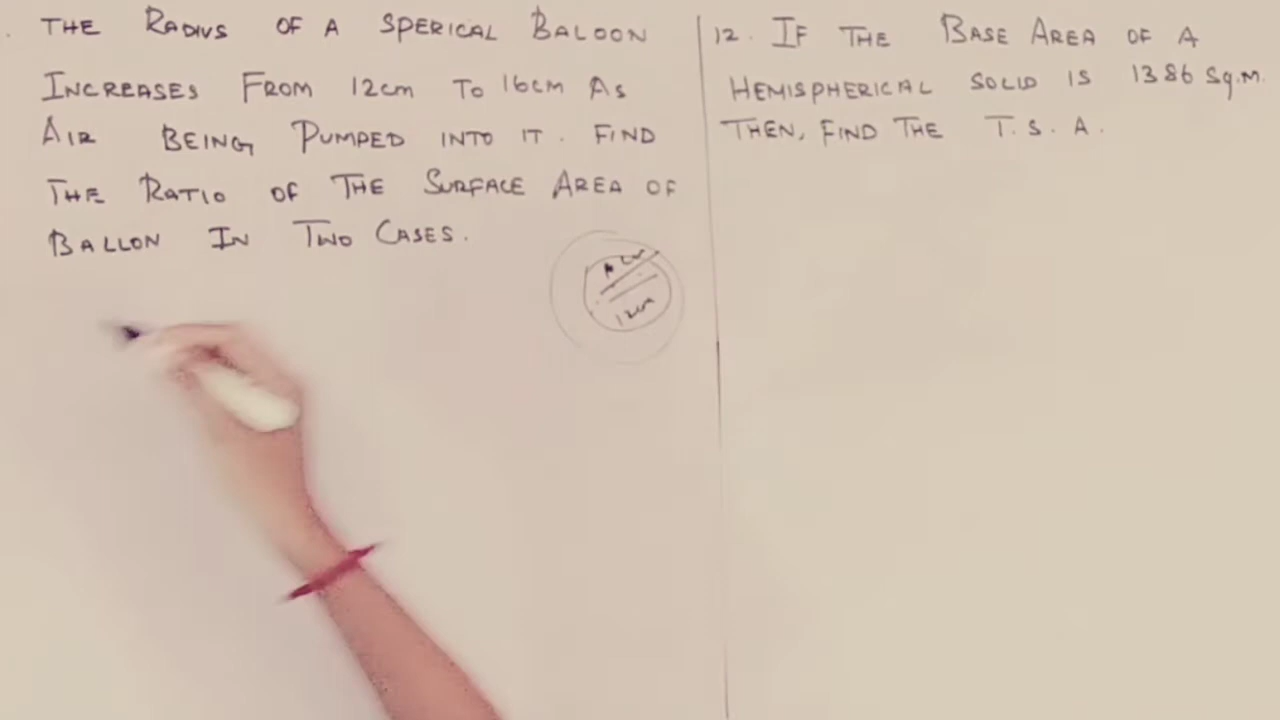 THE RADIUS OF A SPERICAL BALOON
INCREASES FROM 12cm TO 16cm AS
AIR BEING PUMPED INTO IT. FIND
THE RATIO OF THE SURFACE AREA OF
BALLON IN TWO CASES.
12cm
12. IF THE BASE AREA OF A
HEMISPHERICAL SOLID IS 1386 Sq.M.
THEN, FIND THE T.S.A.